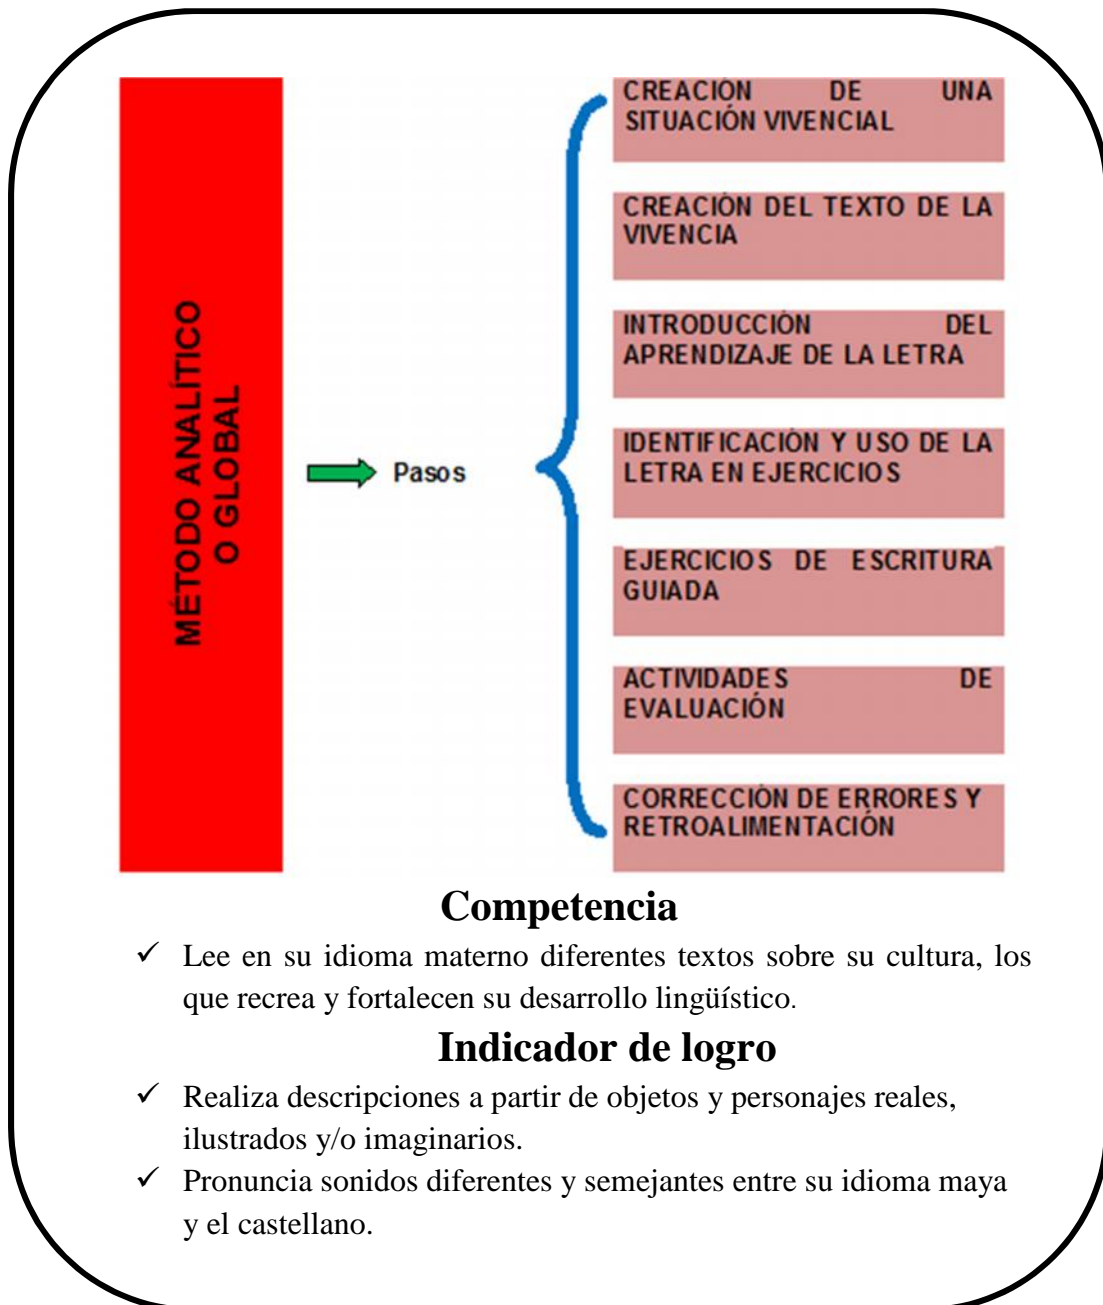 MÉTODO ANALÍTICO
O GLOBAL
Pasos
CREACIÓN DE UNA
SITUACIÓN VIVENCIAL
CREACIÓN DEL TEXTO DE LA
VIVENCIA
INTRODUCCIÓN DEL
APRENDIZAJE DE LA LETRA
IDENTIFICACIÓN Y USO DE LA
LETRA EN EJERCICIOS
EJERCICIOS DE ESCRITURA
GUIADA
ACTIVIDADES DE
EVALUACIÓN
CORRECCIÓN DE ERRORES Y
RETROALIMENTACIÓN
Competencia
✓ Lee en su idioma materno diferentes textos sobre su cultura, los
que recrea y fortalecen su desarrollo lingüístico.
Indicador de logro
✓ Realiza descripciones a partir de objetos y personajes reales,
ilustrados y/o imaginarios.
✓ Pronuncia sonidos diferentes y semejantes entre su idioma maya
y el castellano.